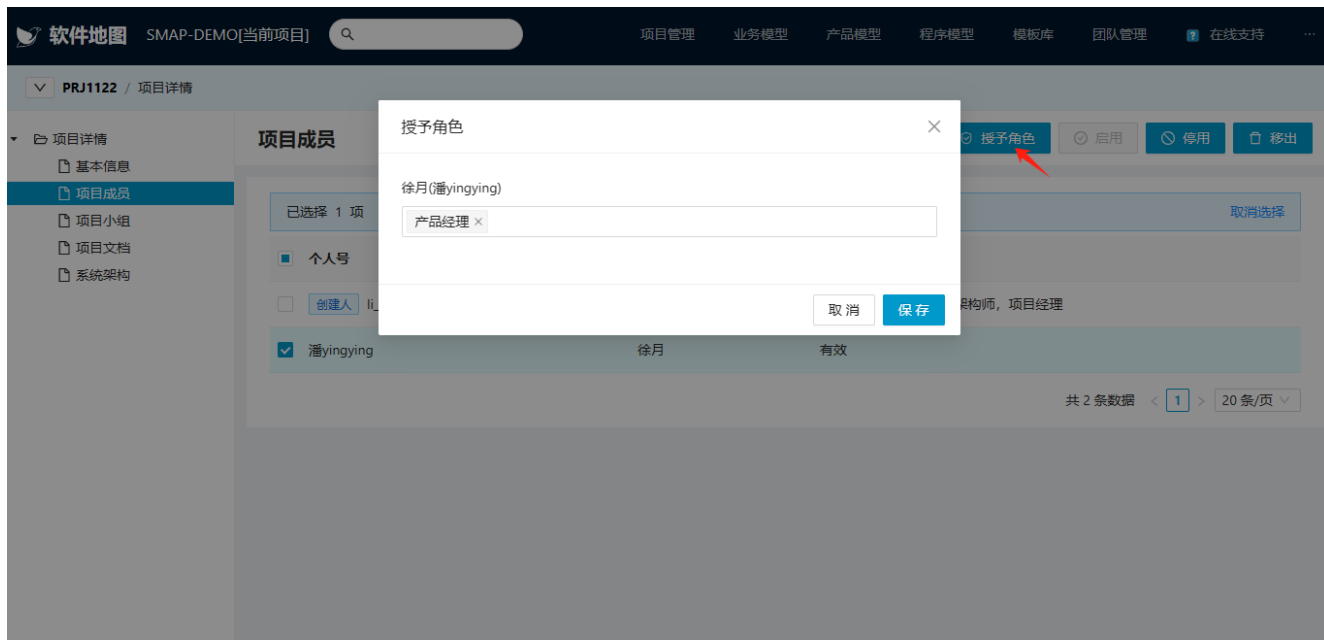 软件地图 SMAP-DEMO[当前项目] 项目管理 业务模型 产品模型 程序模型 模板库 团队管理 ? 在线支持 ...
PRJ1122 / 项目详情
项目详情
基本信息
项目成员
项目小组
项目文档
系统架构
项目成员 授予角色 启用 停用 移出
已选择 1 项 取消选择
个人号
创建人 li_ 架构师，项目经理
潘yingying 徐月 有效
共 2 条数据 < 1 > 20 条/页
授予角色
徐月(潘yingying)
产品经理 ×
取 消 保 存